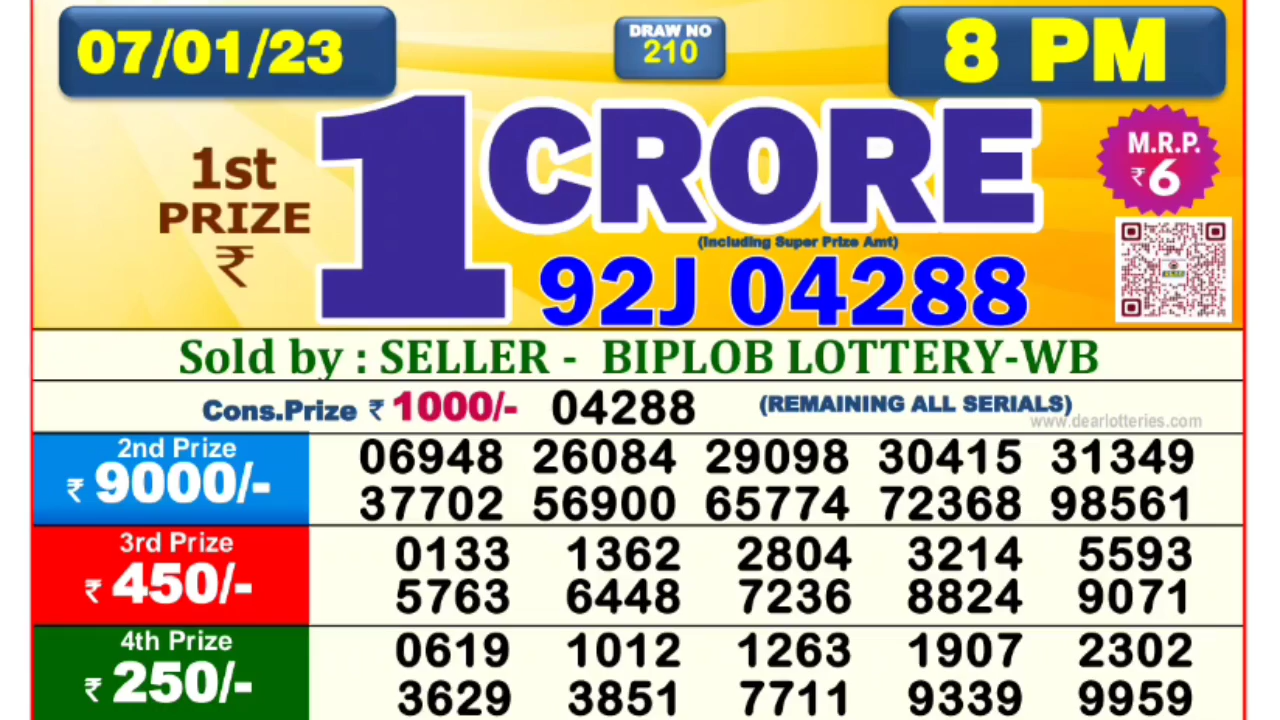 07/01/23
DRAW NO
210
8 PM
1st
PRIZE
₹
1 CRORE
(Including Super Prize Amt)
92J 04288
M.R.P.
₹6
Sold by : SELLER - BIPLOB LOTTERY-WB
Cons.Prize ₹ 1000/- 04288 (REMAINING ALL SERIALS)
www.dearlotteries.com
2nd Prize
₹ 9000/-
06948 26084 29098 30415 31349
37702 56900 65774 72368 98561
3rd Prize
₹ 450/-
0133 1362 2804 3214 5593
5763 6448 7236 8824 9071
4th Prize
₹ 250/-
0619 1012 1263 1907 2302
3629 3851 7711 9339 9959